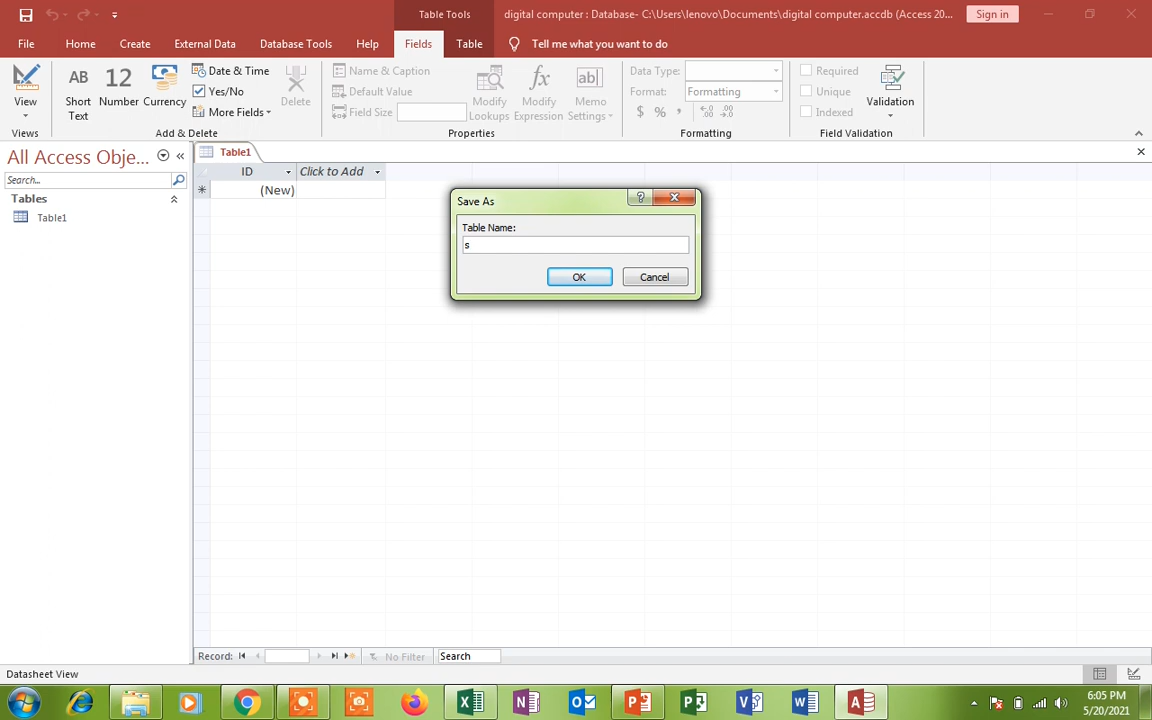 Table Tools
digital computer : Database- C:\Users\lenovo\Documents\digital computer.accdb (Access 20...
Sign in
File Home Create External Data Database Tools Help Fields Table Tell me what you want to do
View
Views
AB
Short
Text
12
Number
Currency
Date & Time
Yes/No
More Fields
Delete
Add & Delete
Name & Caption
Default Value
Field Size
Modify
Lookups
fx
Modify
Expression
ab|
Memo
Settings
Properties
Data Type:
Format: Formatting
$ % ,
Formatting
Required
Unique
Indexed
Validation
Field Validation
All Access Obje...
Search...
Tables
Table1
Table1
ID Click to Add
(New)
Save As
Table Name:
s
OK Cancel
Record: No Filter Search
Datasheet View
6:05 PM
5/20/2021